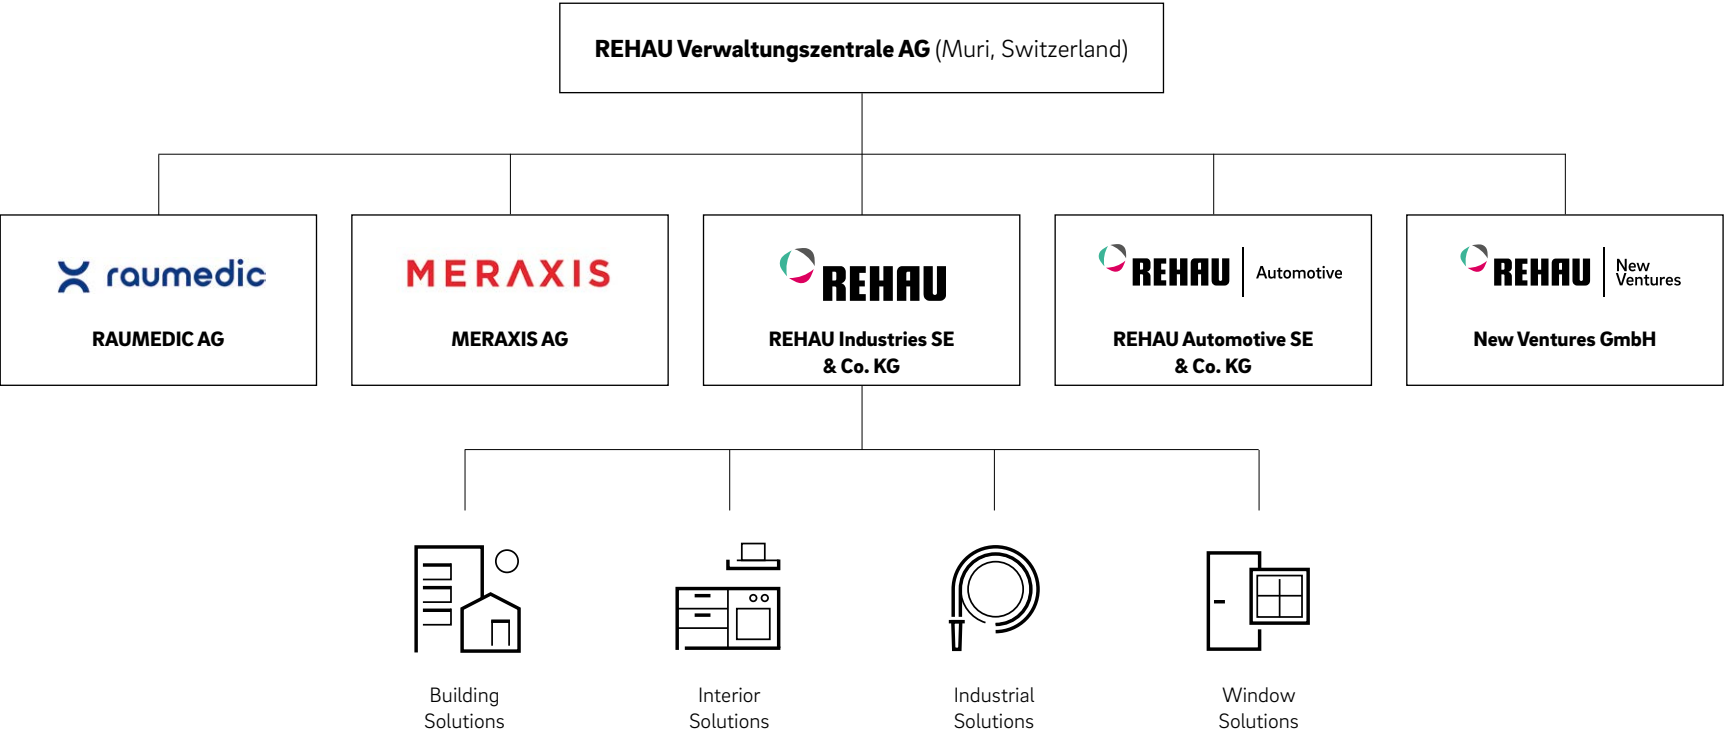 REHAU Verwaltungszentrale AG (Muri, Switzerland)
raumedic
RAUMEDIC AG
MERAXIS
MERAXIS AG
REHAU
REHAU Industries SE
& Co. KG
REHAU Automotive
REHAU Automotive SE
& Co. KG
REHAU New
Ventures
New Ventures GmbH
Building
Solutions
Interior
Solutions
Industrial
Solutions
Window
Solutions